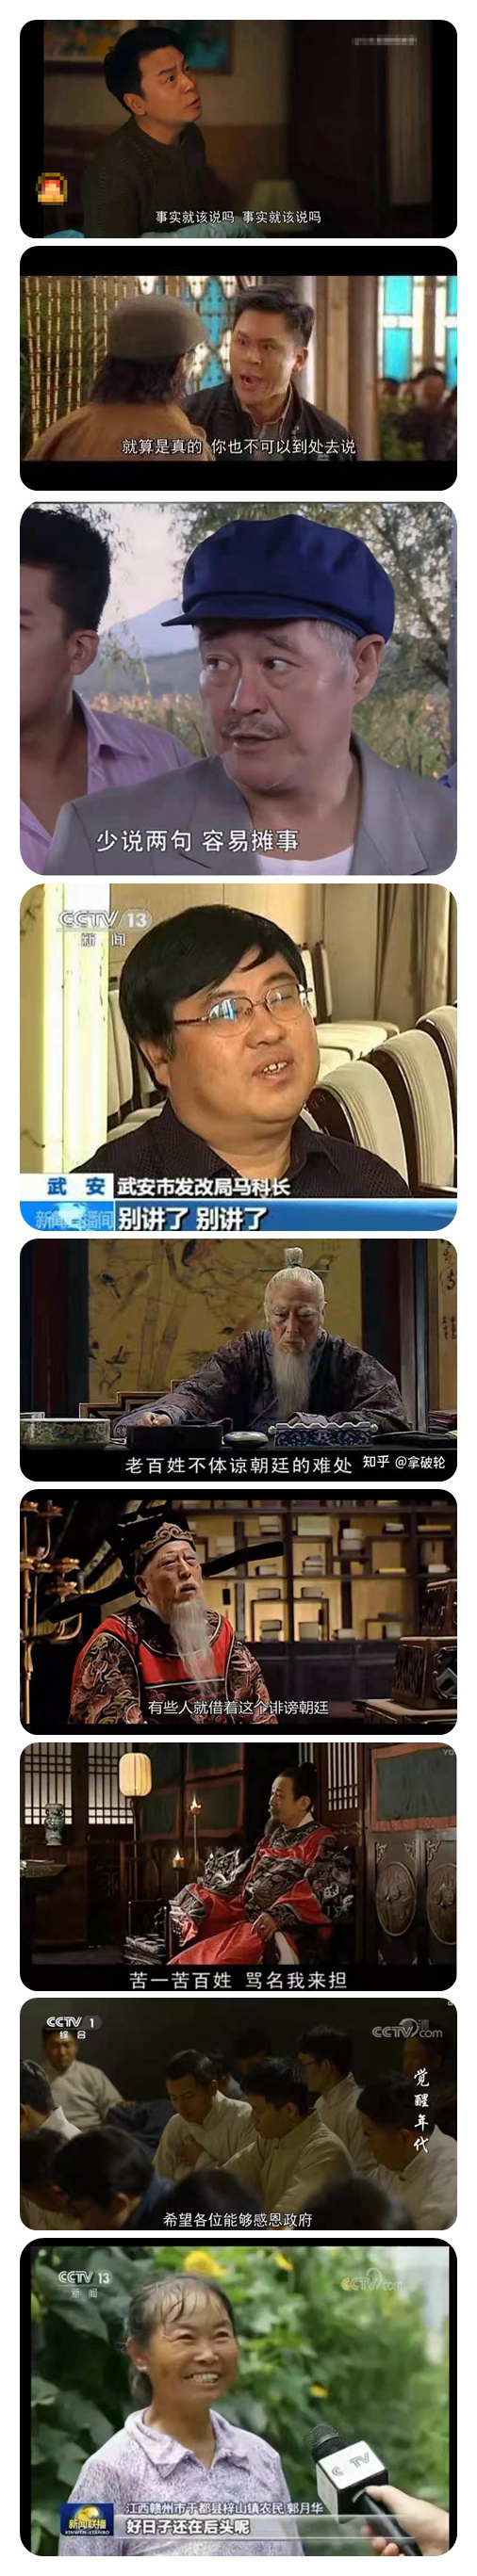 事实就该说吗 事实就该说吗
就算是真的 你也不可以到处去说
少说两句 容易摊事
CCTV 13
新闻
武安
武安市发改局马科长
新闻直播间
别讲了 别讲了
老百姓不体谅朝廷的难处
知乎 @拿破轮
有些人就借着这个诽谤朝廷
苦一苦百姓 骂名我来担
CCTV 1
综合
CCTV.com
觉醒年代
希望各位能够感恩政府
CCTV 13
新闻
CCTV.com
CTV
江西赣州市于都县梓山镇农民 郭月华
新闻联播
XINWEN LIANBO
好日子还在后头呢